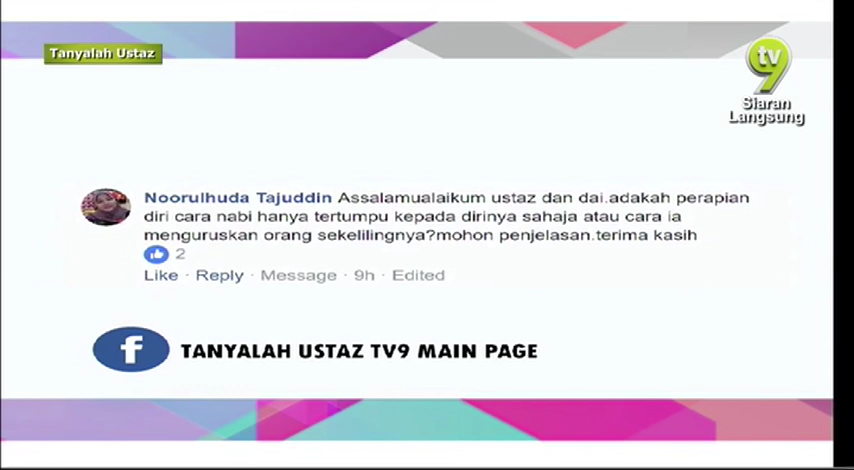 Tanyalah Ustaz
tv
9
Siaran
Langsung
Noorulhuda Tajuddin Assalamualaikum ustaz dan dai.adakah perapian
diri cara nabi hanya tertumpu kepada dirinya sahaja atau cara ia
menguruskan orang sekelilingnya?mohon penjelasan.terima kasih
2
Like · Reply · Message · 9h · Edited
f TANYALAH USTAZ TV9 MAIN PAGE